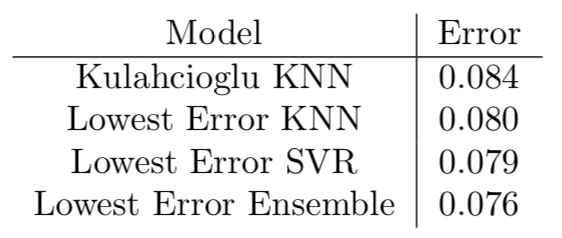 Model Error
Kulahcioglu KNN 0.084
Lowest Error KNN 0.080
Lowest Error SVR 0.079
Lowest Error Ensemble 0.076